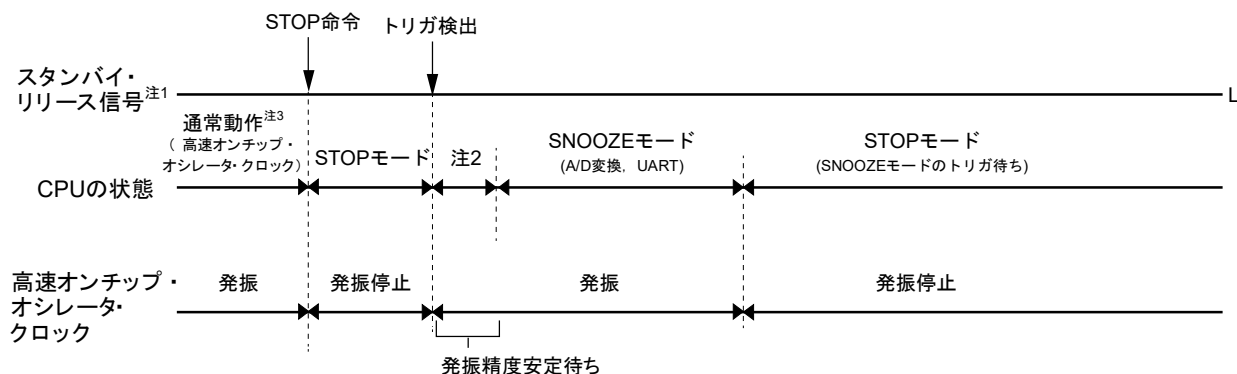 STOP命令
トリガ検出
スタンバイ・
リリース信号注1
L
通常動作注3
( 高速オンチップ・
オシレータ・クロック)
STOPモード
注2
SNOOZEモード
(A/D変換, UART)
STOPモード
(SNOOZEモードのトリガ待ち)
CPUの状態
高速オンチップ・
オシレータ・
クロック
発振
発振停止
発振
発振停止
発振精度安定待ち